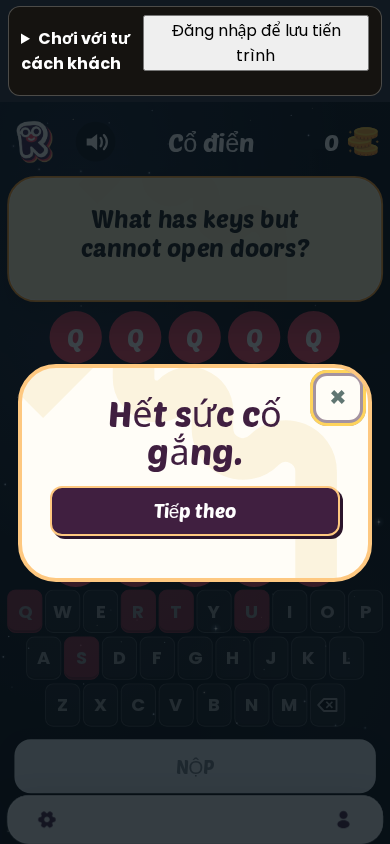 Chơi với tư
cách khách
Đăng nhập để lưu tiến
trình
Cổ điển
0
What has keys but
cannot open doors?
Q Q Q Q Q
Hết sức cố
gắng.
Tiếp theo
Q W E R T Y U I O P
A S D F G H J K L
Z X C V B N M
NỘP